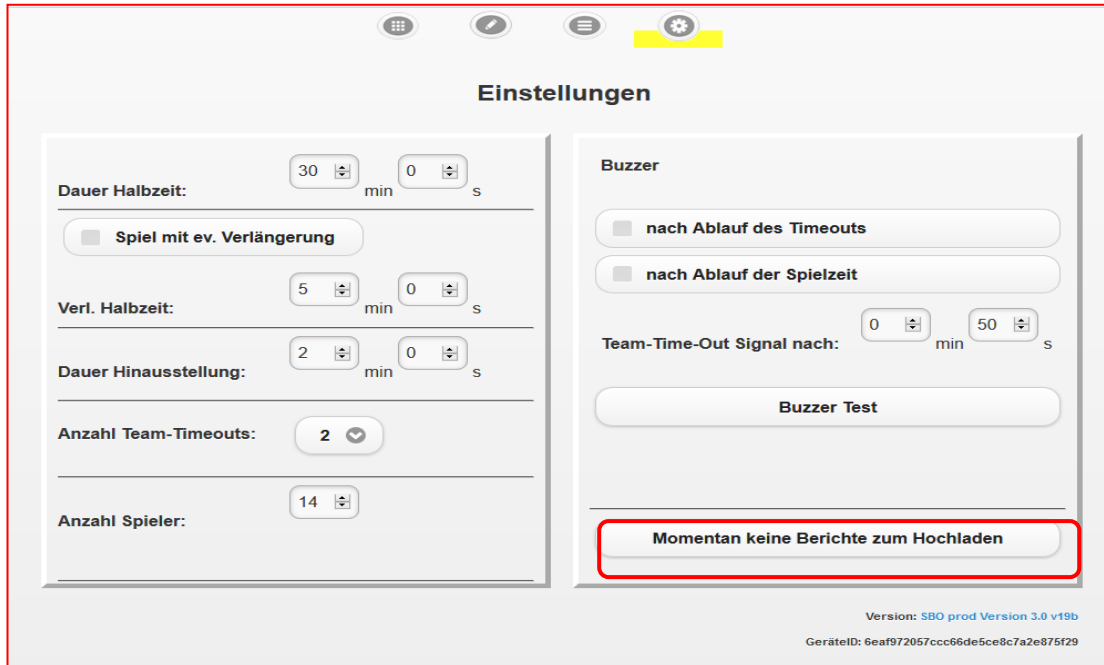 Einstellungen
30 min 0 s
Dauer Halbzeit:
Spiel mit ev. Verlängerung
5 min 0 s
Verl. Halbzeit:
2 min 0 s
Dauer Hinausstellung:
Anzahl Team-Timeouts: 2
14
Anzahl Spieler:
Buzzer
nach Ablauf des Timeouts
nach Ablauf der Spielzeit
Team-Time-Out Signal nach: 0 min 50 s
Buzzer Test
Momentan keine Berichte zum Hochladen
Version: SBO prod Version 3.0 v19b
GeräteID: 6eaf972057ccc66de5ce8c7a2e875f29